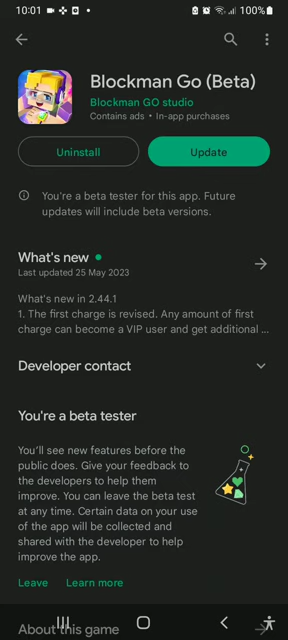 10:01
100%
Blockman Go (Beta)
Blockman GO studio
Contains ads • In-app purchases
Uninstall
Update
You're a beta tester for this app. Future
updates will include beta versions.
What's new
Last updated 25 May 2023
What's new in 2.44.1
1. The first charge is revised. Any amount of first
charge can become a VIP user and get additional ...
Developer contact
You're a beta tester
You'll see new features before the
public does. Give your feedback to
the developers to help them
improve. You can leave the beta test
at any time. Certain data on your use
of the app will be collected and
shared with the developer to help
improve the app.
Leave
Learn more
About this game